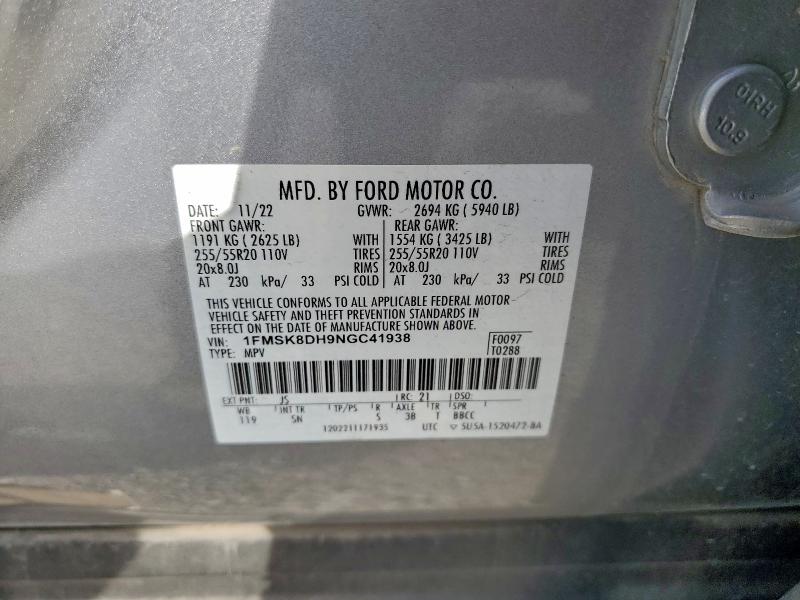 OIRH
10.9
MFD. BY FORD MOTOR CO.
DATE: 11/22 GVWR: 2694 KG ( 5940 LB)
FRONT GAWR: REAR GAWR:
1191 KG ( 2625 LB) WITH 1554 KG ( 3425 LB) WITH
255/55R20 110V TIRES 255/55R20 110V TIRES
20x8.0J RIMS 20x8.0J RIMS
AT 230 kPa/ 33 PSI COLD AT 230 kPa/ 33 PSI COLD
THIS VEHICLE CONFORMS TO ALL APPLICABLE FEDERAL MOTOR
VEHICLE SAFETY AND THEFT PREVENTION STANDARDS IN
EFFECT ON THE DATE OF MANUFACTURE SHOWN ABOVE.
VIN: 1FMSK8DH9NGC41938 F0097
TYPE: MPV T0288
EXT PNT: JS RC: 21 DSO:
WB INT TR TP/PS R AXLE TR SPR
119 SN S 3B T BBCC
1202211171935 UTC ▽ 5U5A-1520472-BA